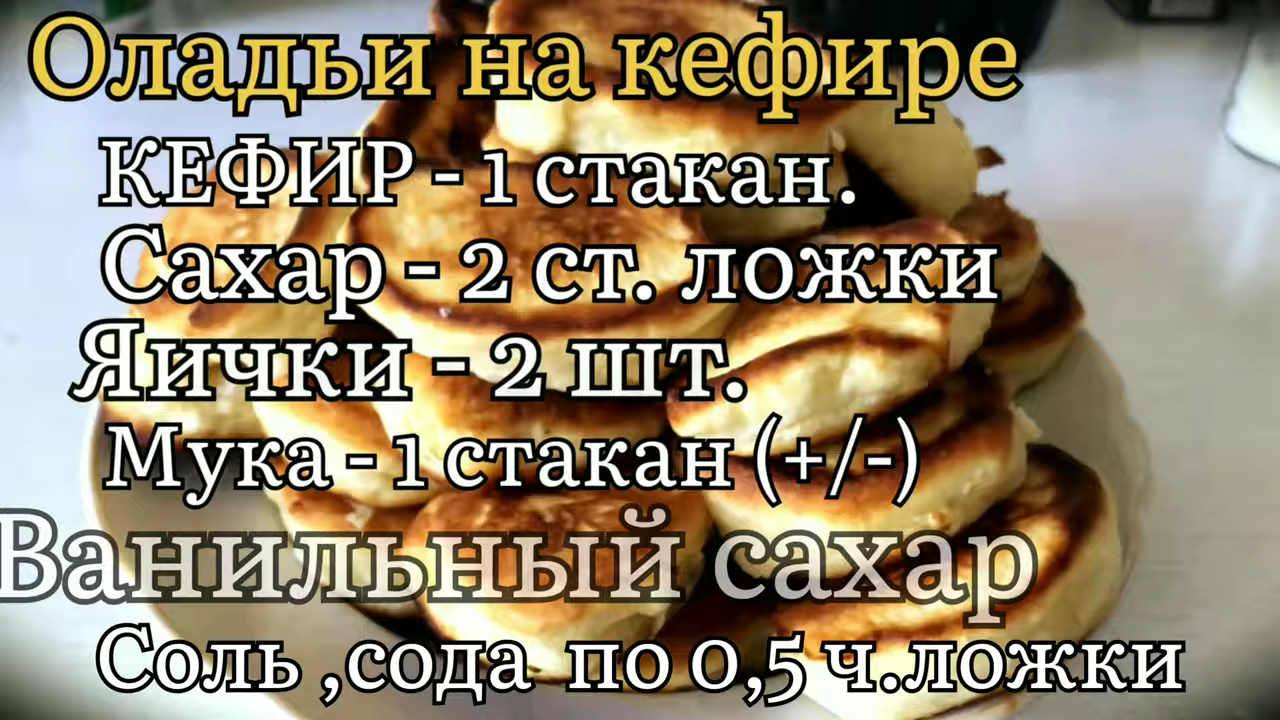 Оладьи на кефире
КЕФИР - 1 стакан.
Сахар - 2 ст. ложки
Яички - 2 шт.
Мука - 1 стакан (+/-)
Ванильный сахар
Соль ,сода по 0,5 ч.ложки